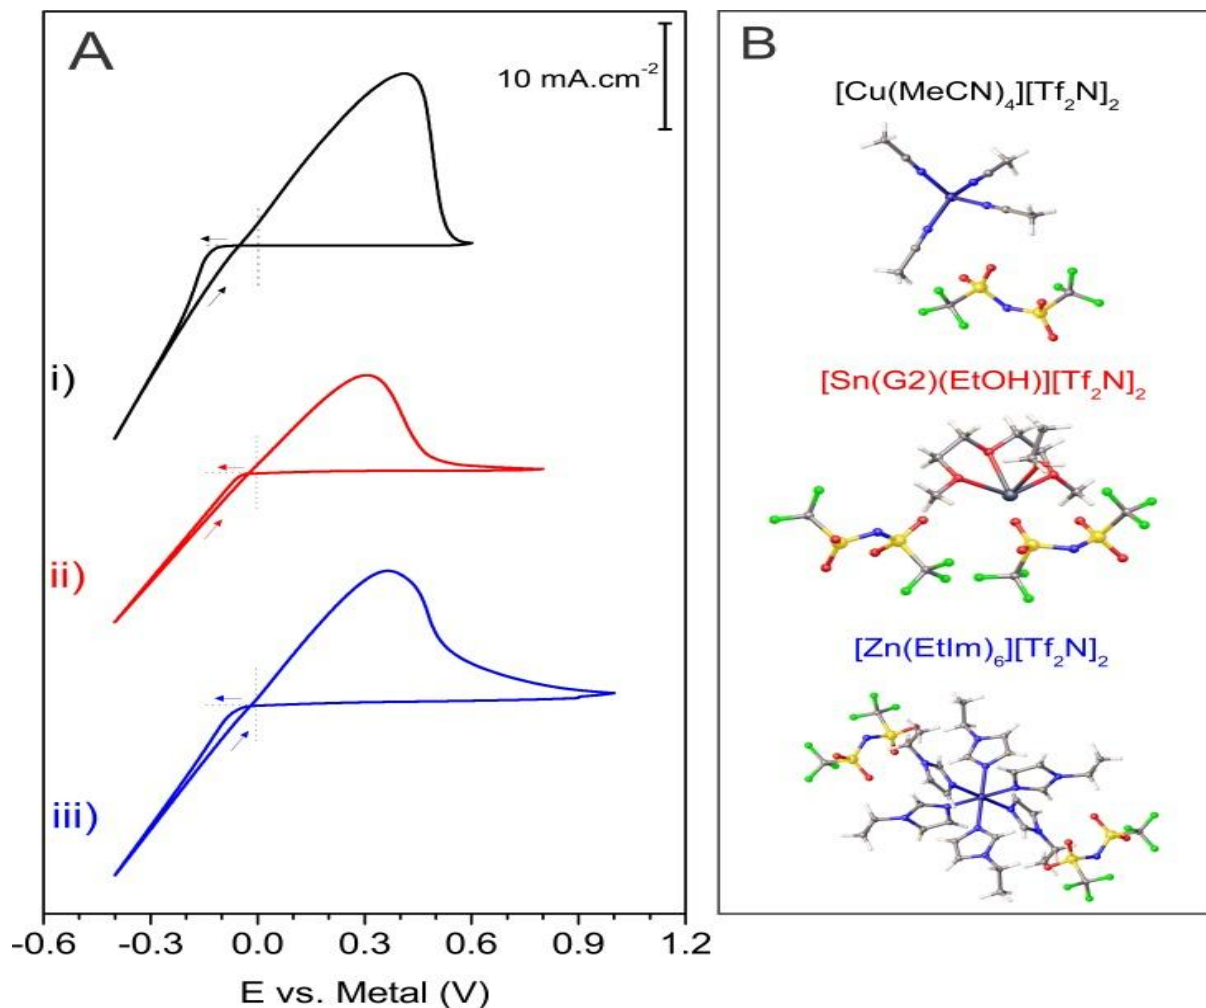 A
10 mA.cm⁻²
i)
ii)
iii)
-0.6 -0.3 0.0 0.3 0.6 0.9 1.2
E vs. Metal (V)
B
[Cu(MeCN)₄][Tf₂N]₂
[Sn(G2)(EtOH)][Tf₂N]₂
[Zn(EtIm)₆][Tf₂N]₂